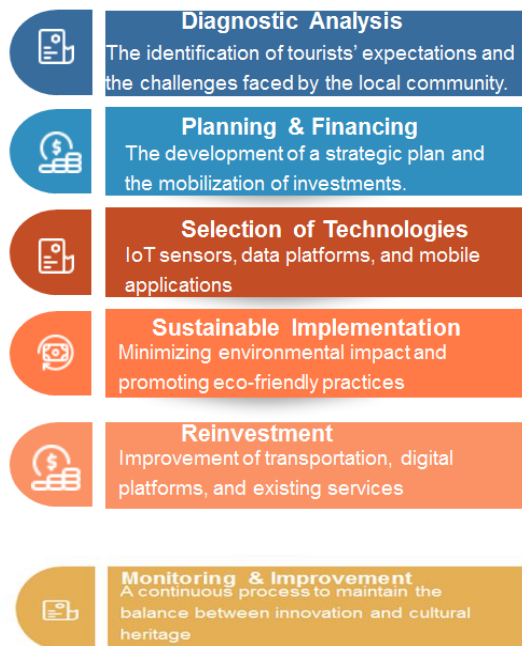 Diagnostic Analysis
The identification of tourists’ expectations and
the challenges faced by the local community.
Planning & Financing
The development of a strategic plan and
the mobilization of investments.
Selection of Technologies
IoT sensors, data platforms, and mobile
applications
Sustainable Implementation
Minimizing environmental impact and
promoting eco-friendly practices
Reinvestment
Improvement of transportation, digital
platforms, and existing services
Monitoring & Improvement
A continuous process to maintain the
balance between innovation and cultural
heritage